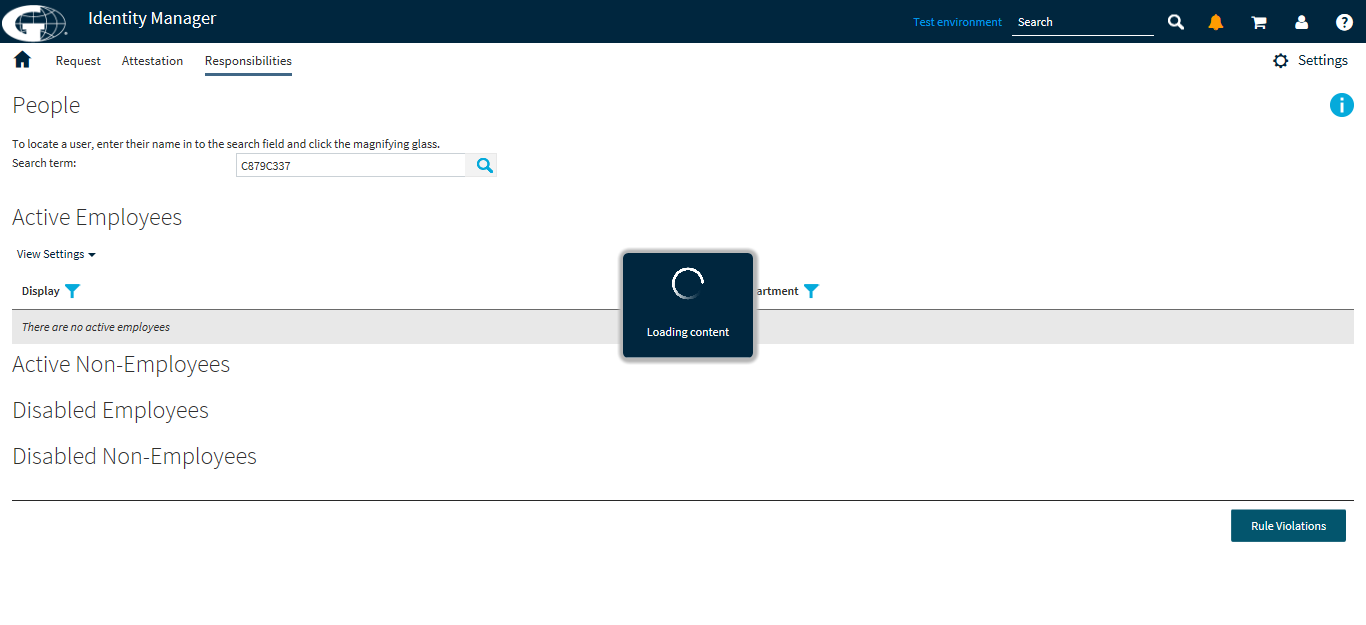 Identity Manager
Test environment
Search
Request
Attestation
Responsibilities
Settings
People
To locate a user, enter their name in to the search field and click the magnifying glass.
Search term:
C879C337
Active Employees
View Settings
Display
artment
There are no active employees
Loading content
Active Non-Employees
Disabled Employees
Disabled Non-Employees
Rule Violations